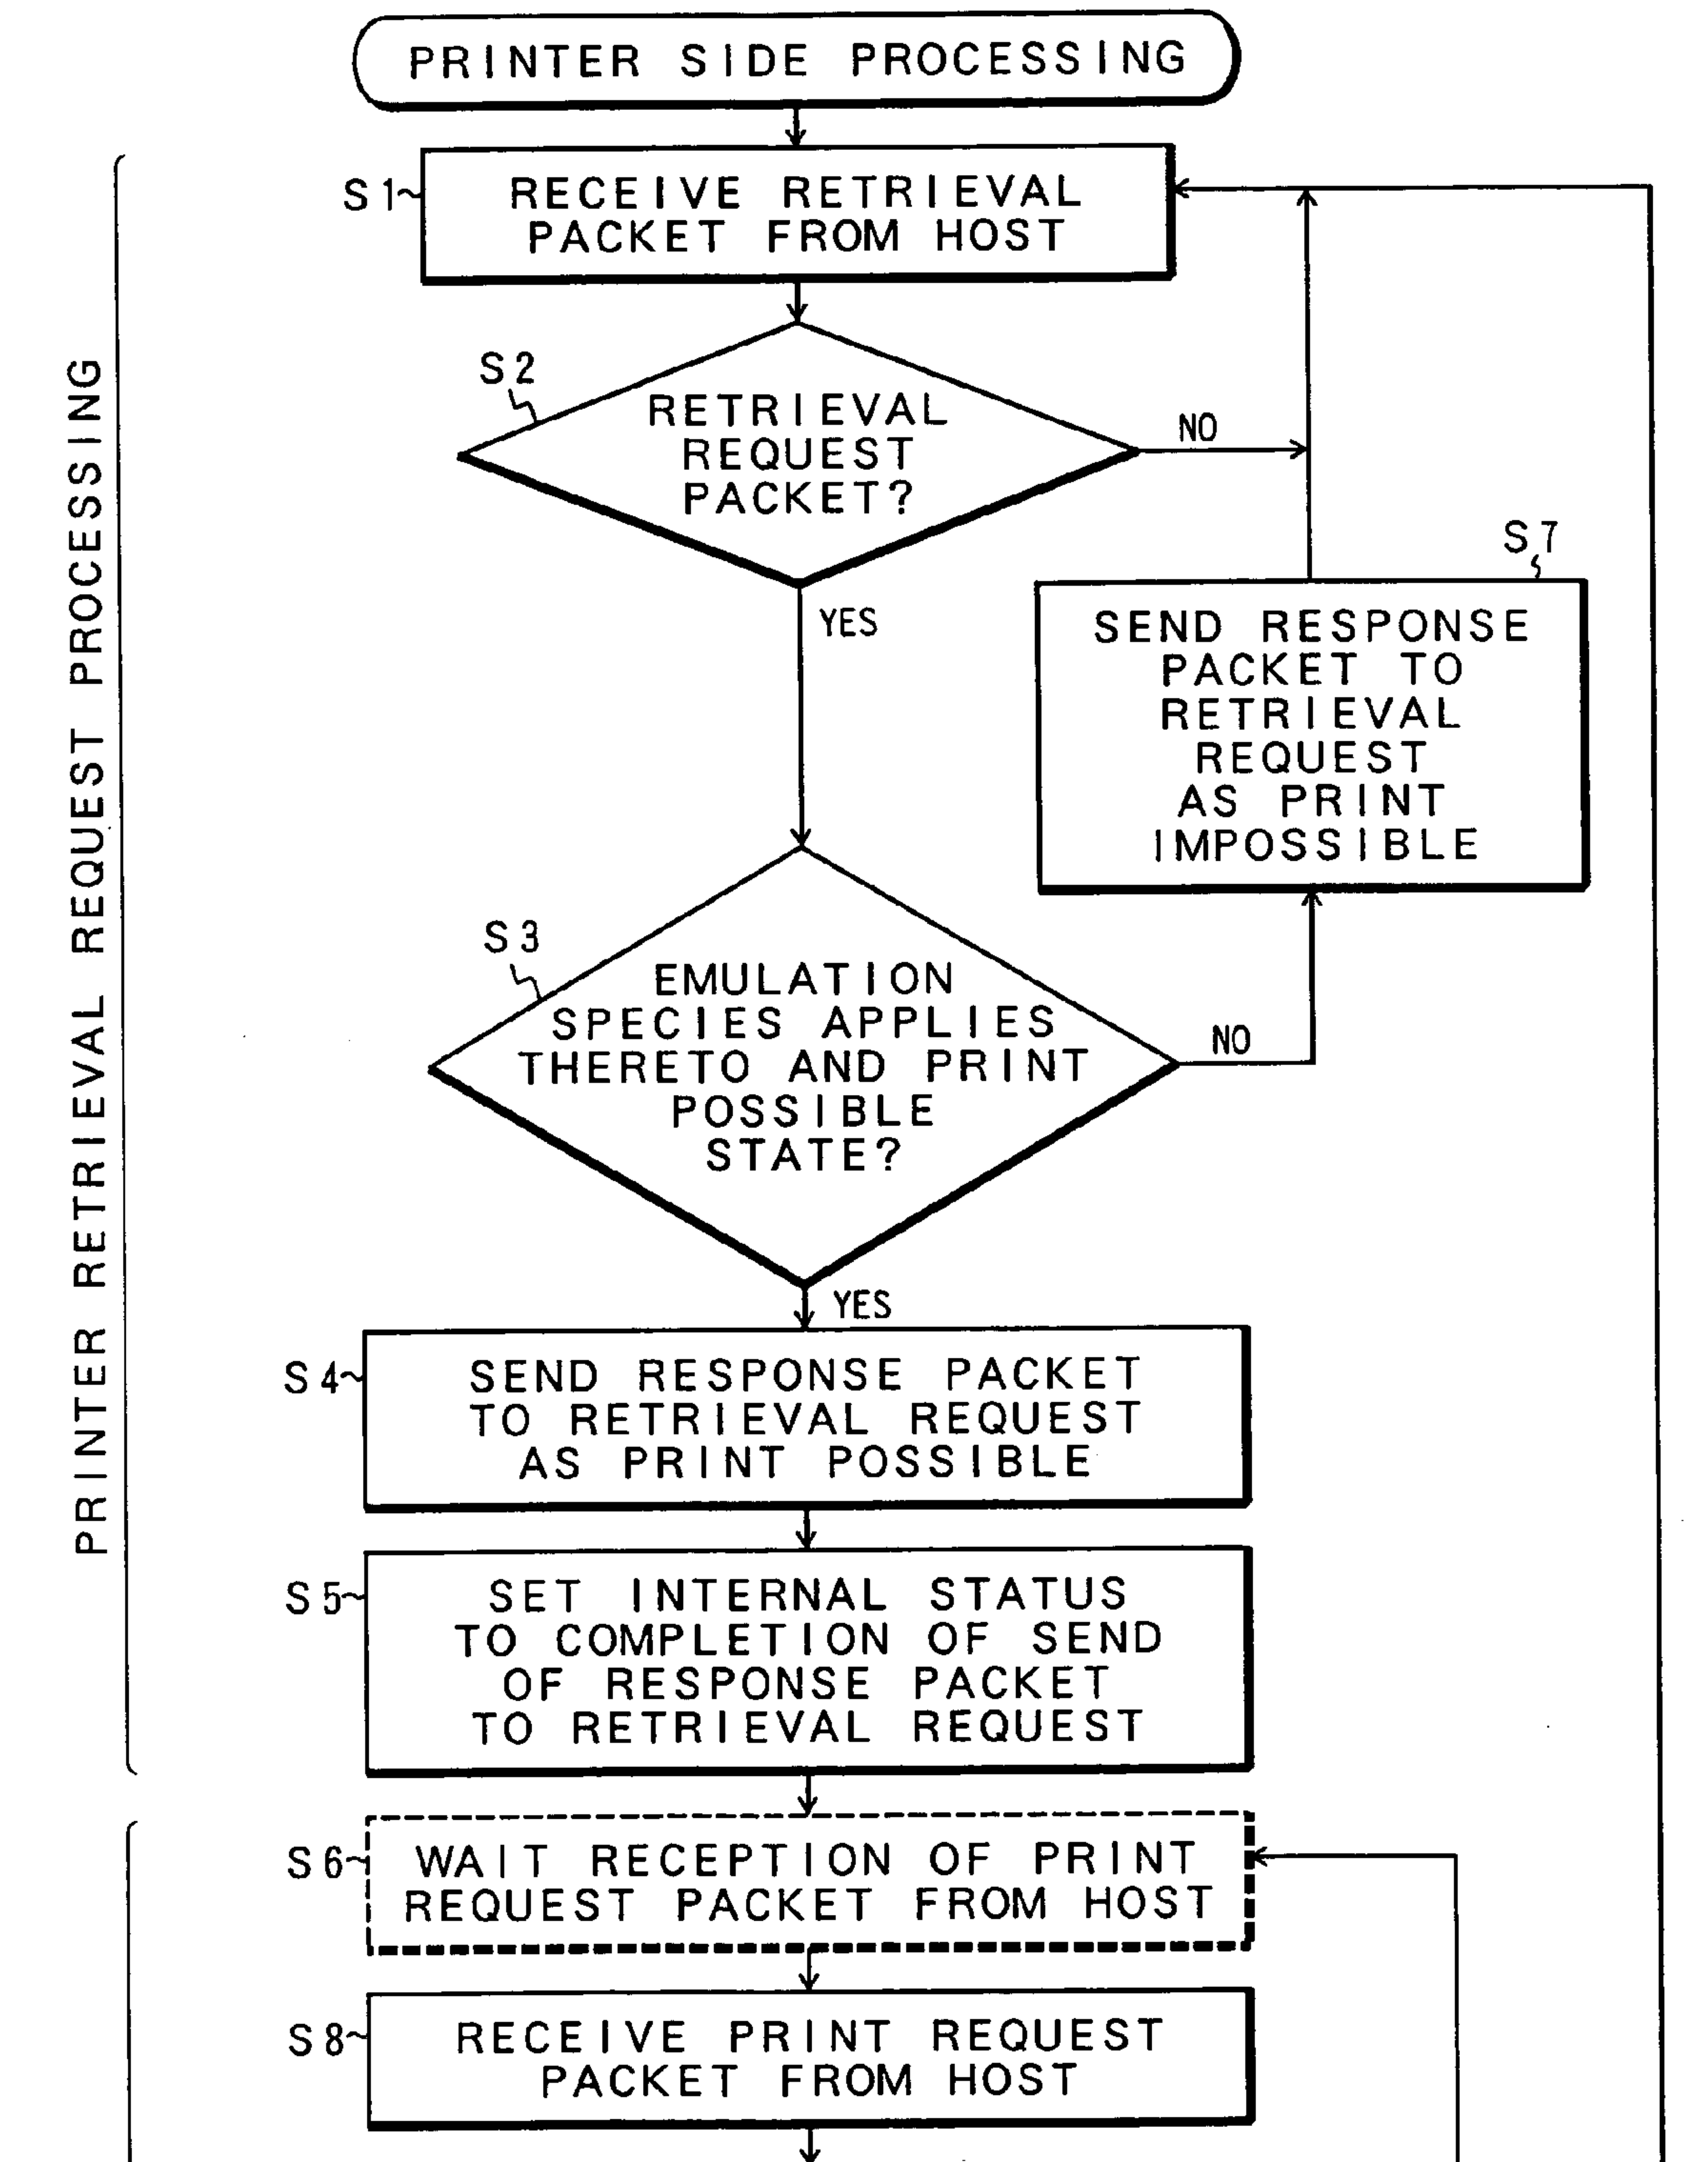 PRINTER SIDE PROCESSING
PRINTER RETRIEVAL REQUEST PROCESSING
S1
RECEIVE RETRIEVAL
PACKET FROM HOST
S2
RETRIEVAL
REQUEST
PACKET?
NO
YES
S7
SEND RESPONSE
PACKET TO
RETRIEVAL
REQUEST
AS PRINT
IMPOSSIBLE
S3
EMULATION
SPECIES APPLIES
THERETO AND PRINT
POSSIBLE
STATE?
NO
YES
S4
SEND RESPONSE PACKET
TO RETRIEVAL REQUEST
AS PRINT POSSIBLE
S5
SET INTERNAL STATUS
TO COMPLETION OF SEND
OF RESPONSE PACKET
TO RETRIEVAL REQUEST
S6
WAIT RECEPTION OF PRINT
REQUEST PACKET FROM HOST
S8
RECEIVE PRINT REQUEST
PACKET FROM HOST